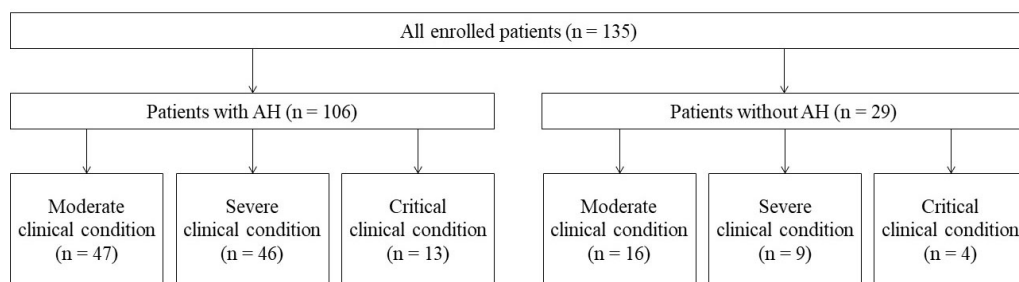 All enrolled patients (n = 135)
Patients with AH (n = 106)
Patients without AH (n = 29)
Moderate
clinical condition
(n = 47)
Severe
clinical condition
(n = 46)
Critical
clinical condition
(n = 13)
Moderate
clinical condition
(n = 16)
Severe
clinical condition
(n = 9)
Critical
clinical condition
(n = 4)